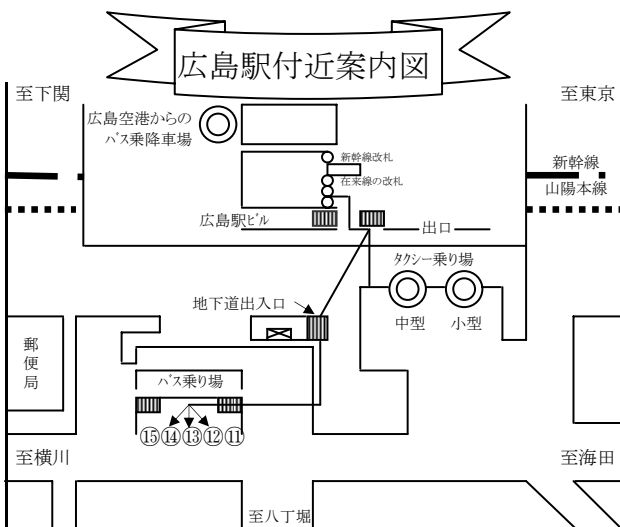 広島駅付近案内図
至下関
至東京
広島空港からの
バス乗降車場
新幹線改札
在来線の改札
新幹線
山陽本線
広島駅ビル
出口
タクシー乗り場
地下道出入口
中型
小型
郵便局
バス乗り場
⑮⑭⑬⑫⑪
至横川
至海田
至八丁堀